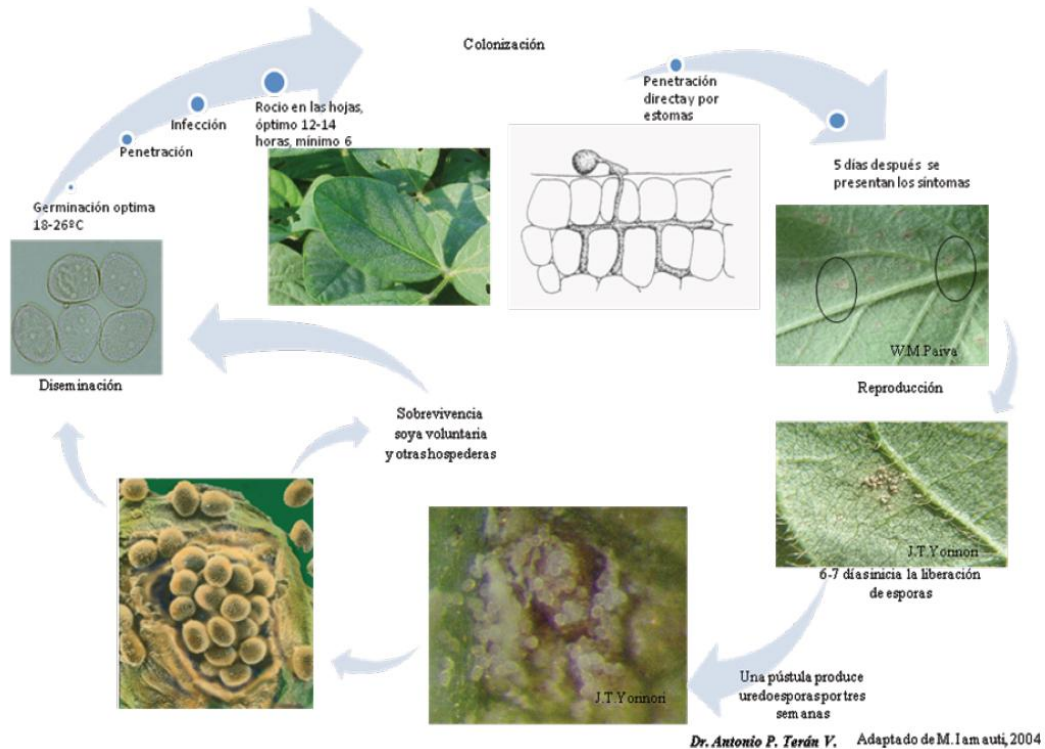 Colonización
Penetración
directa y por
estomas
Rocio en las hojas,
óptimo 12-14
horas, mínimo 6
Infección
Penetración
Germinación optima
18-26ºC
5 días después se
presentan los síntomas
W.M.Paiva
Diseminación
Reproducción
Sobrevivencia
soya voluntaria
y otras hospederas
J.T.Yorinori
6-7 días inicia la liberación
de esporas
J.T.Yorinori
Una pústula produce
uredoesporas por tres
semanas
Dr. Antonio P. Terán V. Adaptado de M. Iamauti, 2004